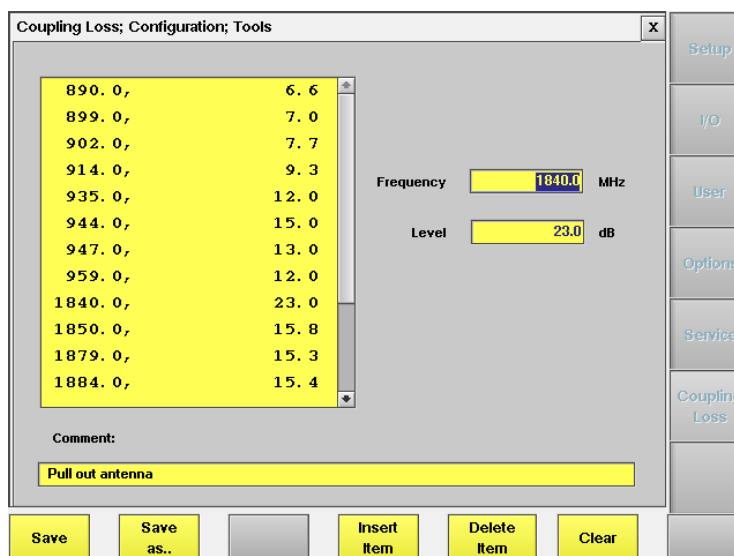 Coupling Loss; Configuration; Tools
X
890.0, 6.6
899.0, 7.0
902.0, 7.7
914.0, 9.3
935.0, 12.0
944.0, 15.0
947.0, 13.0
959.0, 12.0
1840.0, 23.0
1850.0, 15.8
1879.0, 15.3
1884.0, 15.4
Frequency 1840.0 MHz
Level 23.0 dB
Comment:
Pull out antenna
Setup
I/O
User
Options
Service
Coupling
Loss
Save
Save
as..
Insert
Item
Delete
Item
Clear